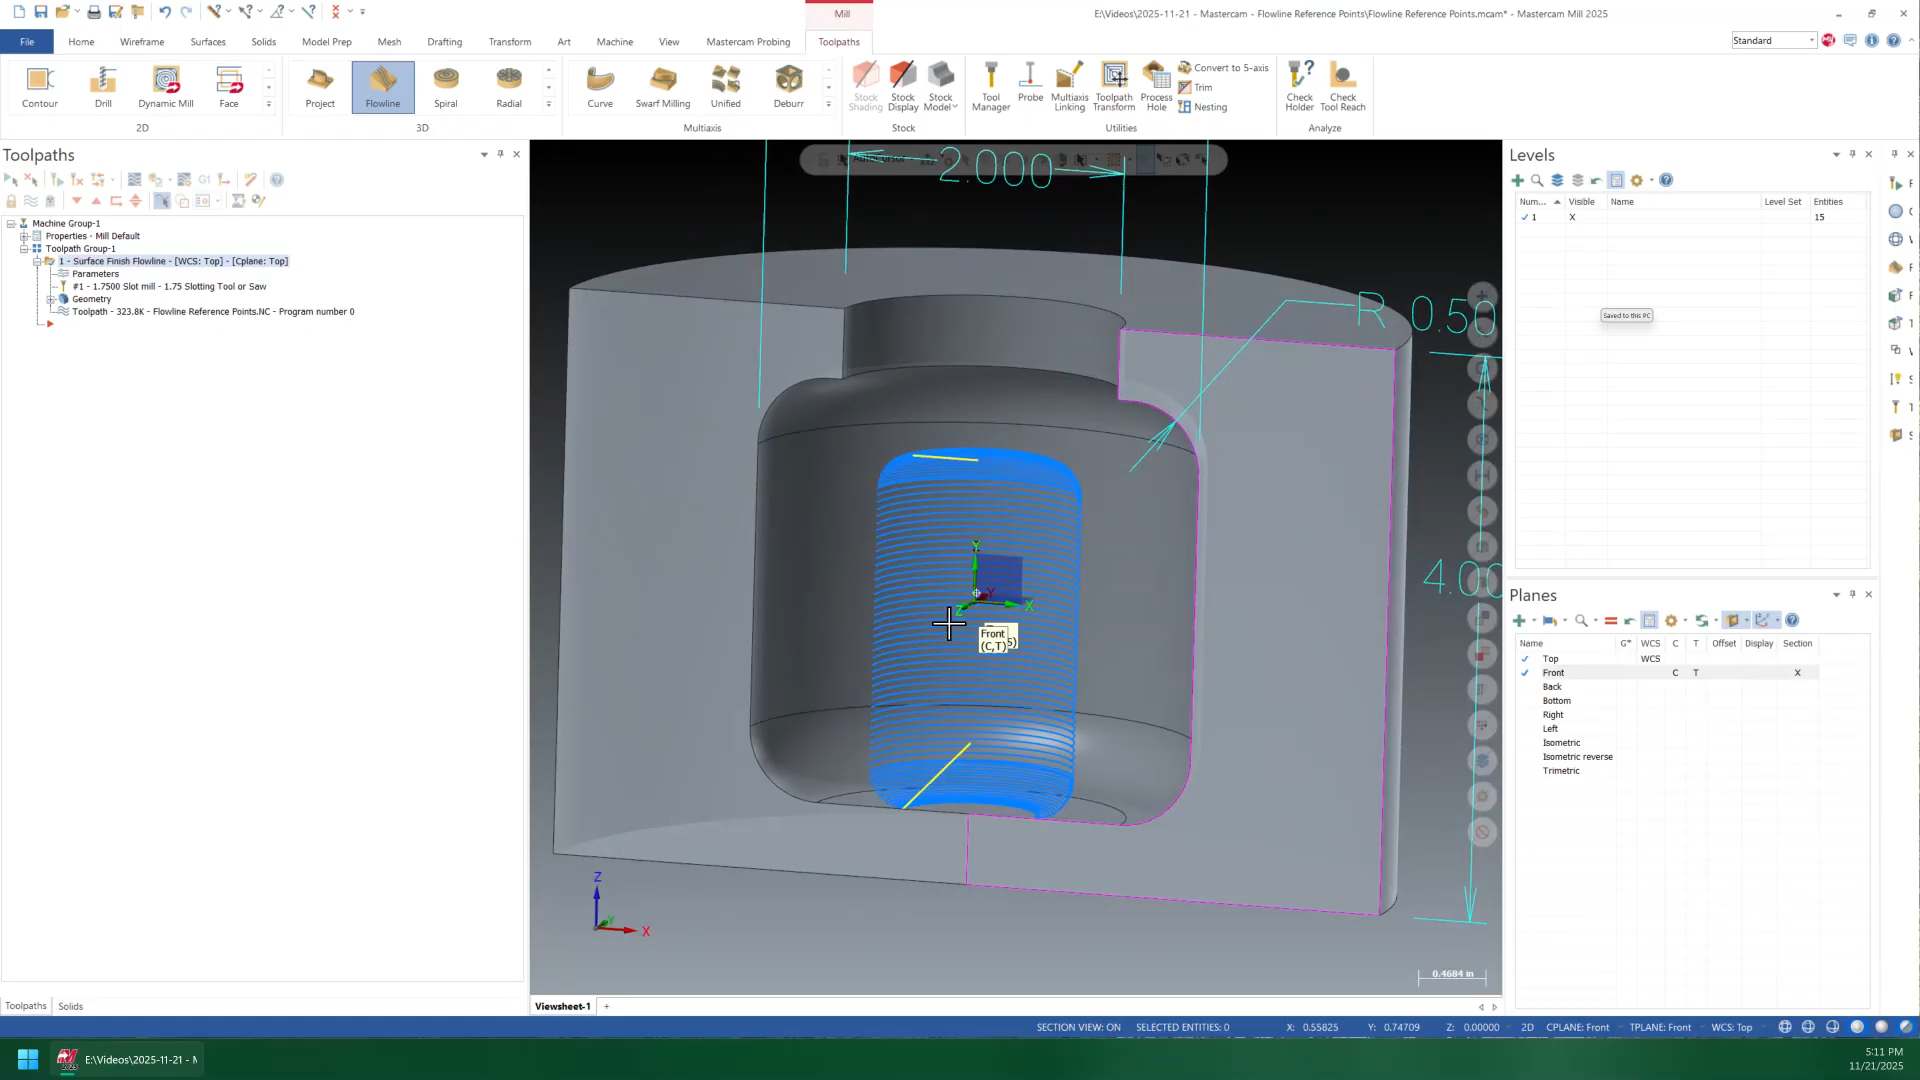 Mill
E:\Videos\2025-11-21 - Mastercam - Flowline Reference Points\Flowline Reference Points.mcam* - Mastercam Mill 2025
File
Home
Wireframe
Surfaces
Solids
Model Prep
Mesh
Drafting
Transform
Art
Machine
View
Mastercam Probing
Toolpaths
Standard
Contour
Drill
Dynamic Mill
Face
Project
Flowline
Spiral
Radial
Curve
Swarf Milling
Unified
Deburr
Stock Shading
Stock Display
Stock Model
Tool Manager
Probe
Multiaxis Linking
Toolpath Transform
Process Hole
Convert to 5-axis
Trim
Nesting
Check Holder
Check Tool Reach
2D
3D
Multiaxis
Stock
Utilities
Analyze
Toolpaths
G1
Machine Group-1
Properties - Mill Default
Toolpath Group-1
1 - Surface Finish Flowline - [WCS: Top] - [Cplane: Top]
Parameters
#1 - 1.7500 Slot mill - 1.75 Slotting Tool or Saw
Geometry
Toolpath - 323.8K - Flowline Reference Points.NC - Program number 0
Toolpaths
Solids
2.000
R 0.50
4.00
Y
X
Z
Front
(C,T)
Z
Y
X
0.4684 in
Viewsheet-1
+
Levels
Num...
Visible
Name
Level Set
Entities
1
X
15
Saved to this PC
Planes
Name
G*
WCS
C
T
Offset
Display
Section
Top
WCS
Front
C
T
X
Back
Bottom
Right
Left
Isometric
Isometric reverse
Trimetric
SECTION VIEW: ON
SELECTED ENTITIES: 0
X: 0.55825
Y: 0.74709
Z: 0.00000
2D
CPLANE: Front
TPLANE: Front
WCS: Top
E:\Videos\2025-11-21 - M
5:11 PM
11/21/2025